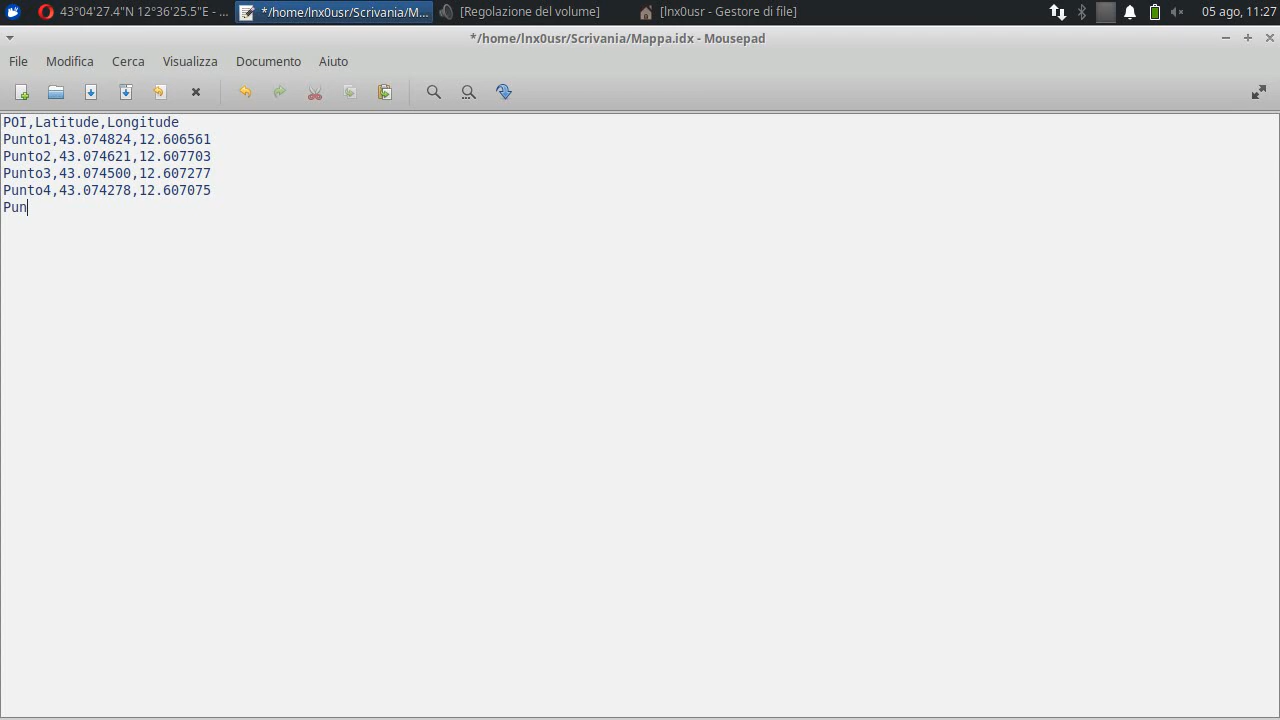 43°04'27.4"N 12°36'25.5"E - ...
*/home/lnx0usr/Scrivania/M...
[Regolazione del volume]
[lnx0usr - Gestore di file]
05 ago, 11:27
*/home/lnx0usr/Scrivania/Mappa.idx - Mousepad
File Modifica Cerca Visualizza Documento Aiuto
POI,Latitude,Longitude
Punto1,43.074824,12.606561
Punto2,43.074621,12.607703
Punto3,43.074500,12.607277
Punto4,43.074278,12.607075
Pun